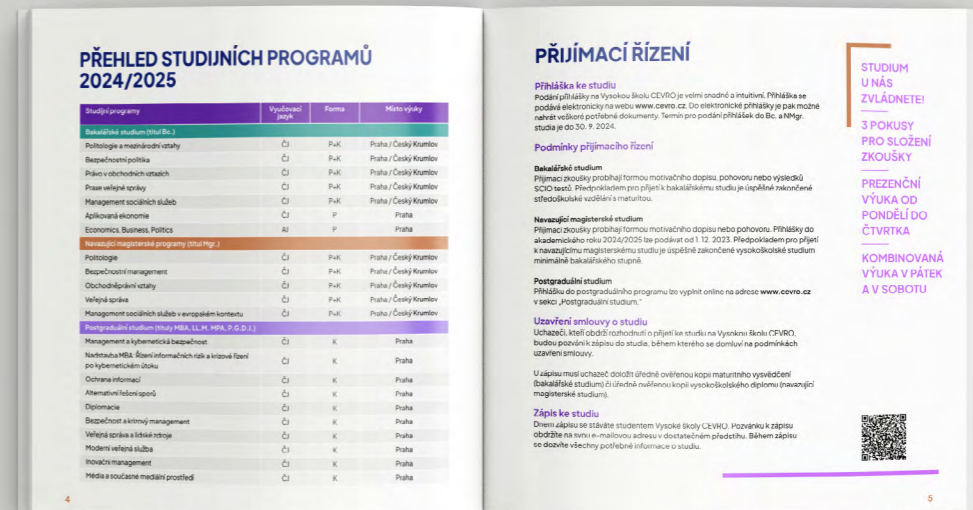 PŘEHLED STUDIJNÍCH PROGRAMŮ
2024/2025
Studijní programy Vyučovací jazyk Forma Místo výuky
Bakalářské studium (titul Bc.)
Politologie a mezinárodní vztahy ČJ P+K Praha / Český Krumlov
Bezpečnostní politika ČJ P+K Praha / Český Krumlov
Právo v obchodních vztazích ČJ P+K Praha / Český Krumlov
Praxe veřejné správy ČJ P+K Praha / Český Krumlov
Management sociálních služeb ČJ P+K Praha / Český Krumlov
Aplikovaná ekonomie ČJ P Praha
Economics, Business, Politics AJ P Praha
Navazující magisterské programy (titul Mgr.)
Politologie ČJ P+K Praha / Český Krumlov
Bezpečnostní management ČJ P+K Praha / Český Krumlov
Obchodněprávní vztahy ČJ P+K Praha / Český Krumlov
Veřejná správa ČJ P+K Praha / Český Krumlov
Management sociálních služeb v evropském kontextu ČJ P+K Praha / Český Krumlov
Postgraduální studium (tituly MBA, LL.M. MPA, P.G.D.J.)
Management a kybernetická bezpečnost ČJ K Praha
Nadstavba MBA: Řízení informačních rizik a krizové řízení
po kybernetickém útoku ČJ K Praha
Ochrana informací ČJ K Praha
Alternativní řešení sporů ČJ K Praha
Diplomacie ČJ K Praha
Bezpečnost a krizový management ČJ K Praha
Veřejná správa a lidské zdroje ČJ K Praha
Moderní veřejná služba ČJ K Praha
Inovační management ČJ K Praha
Média a současné mediální prostředí ČJ K Praha
4
PŘIJÍMACÍ ŘÍZENÍ
Přihláška ke studiu
Podání přihlášky na Vysokou školu CEVRO je velmi snadné a intuitivní. Přihláška se
podává elektronicky na webu www.cevro.cz. Do elektronické přihlášky je pak možné
nahrát veškeré potřebné dokumenty. Termín pro podání přihlášek do Bc. a NMgr.
studia je do 30. 9. 2024.
Podmínky přijímacího řízení
Bakalářské studium
Přijímací zkoušky probíhají formou motivačního dopisu, pohovoru nebo výsledků
SCIO testů. Předpokladem pro přijetí k bakalářskému studiu je úspěšné zakončené
středoškolské vzdělání s maturitou.
Navazující magisterské studium
Přijímací zkoušky probíhají formou motivačního dopisu nebo pohovoru. Přihlášky do
akademického roku 2024/2025 lze podávat od 1. 12. 2023. Předpokladem pro přijetí
k navazujícímu magisterskému studiu je úspěšné zakončené vysokoškolské studium
minimálně bakalářského stupně.
Postgraduální studium
Přihlášku do postgraduálního programu lze vyplnit online na adrese www.cevro.cz
v sekci „Postgraduální studium."
Uzavření smlouvy o studiu
Uchazeči, kteří obdrží rozhodnutí o přijetí ke studiu na Vysokou školu CEVRO,
budou pozváni k zápisu do studia, během kterého se domluví na podmínkách
uzavření smlouvy.
U zápisu musí uchazeč doložit úředně ověřenou kopii maturitního vysvědčení
(bakalářské studium) či úředně ověřenou kopii vysokoškolského diplomu (navazující
magisterské studium).
Zápis ke studiu
Dnem zápisu se stáváte studentem Vysoké školy CEVRO. Pozvánku k zápisu
obdržíte na svou e-mailovou adresu v dostatečném předstihu. Během zápisu
se dozvíte všechny potřebné informace o studiu.
STUDIUM
U NÁS
ZVLÁDNETE!
3 POKUSY
PRO SLOŽENÍ
ZKOUŠKY
PREZENČNÍ
VÝUKA OD
PONDĚLÍ DO
ČTVRTKA
KOMBINOVANÁ
VÝUKA V PÁTEK
A V SOBOTU
5